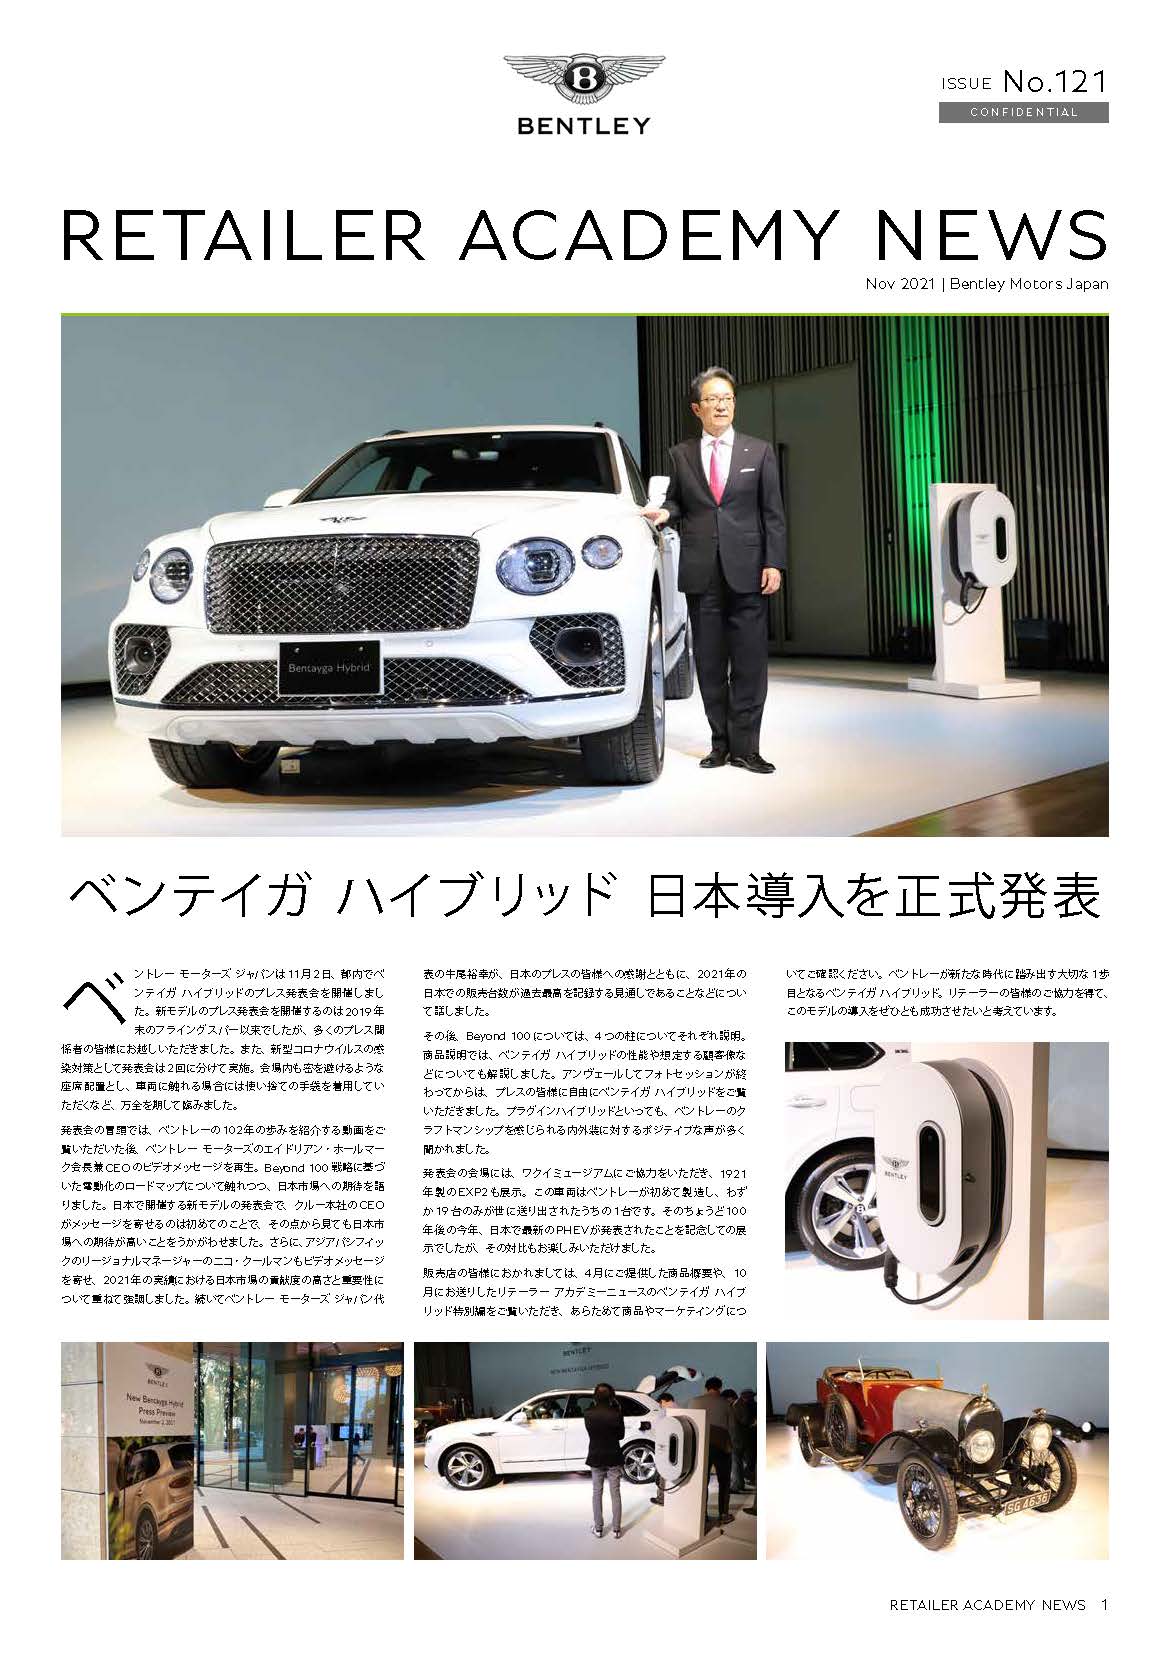 BENTLEY
ISSUE No.121
CONFIDENTIAL
RETAILER ACADEMY NEWS
Nov 2021 | Bentley Motors Japan
Bentayga Hybrid
ベンテイガ ハイブリッド 日本導入を正式発表
ベントレー モーターズ ジャパンは11月2日、都内でベ
ンテイガ ハイブリッドのプレス発表会を開催しまし
た。新モデルのプレス発表会を開催するのは2019年
末のフライングスパー以来でしたが、多くのプレス関
係者の皆様にお越しいただきました。また、新型コロナウイルスの感
染対策として発表会は2回に分けて実施。会場内も密を避けるような
座席配置とし、車両に触れる場合には使い捨ての手袋を着用してい
ただくなど、万全を期して臨みました。
発表会の冒頭では、ベントレーの102年の歩みを紹介する動画をご
覧いただいた後、ベントレー モーターズのエイドリアン・ホールマー
ク会長兼CEOのビデオメッセージを再生。Beyond 100戦略に基づ
いた電動化のロードマップについて触れつつ、日本市場への期待を語
りました。日本で開催する新モデルの発表会で、クルー本社のCEO
がメッセージを寄せるのは初めてのことで、その点から見ても日本市
場への期待が高いことをうかがわせました。さらに、アジアパシフィッ
クのリージョナルマネージャーのニコ・クールマンもビデオメッセージ
を寄せ、2021年の実績における日本市場の貢献度の高さと重要性に
ついて重ねて強調しました。続いてベントレー モーターズ ジャパン代
表の牛尾裕幸が、日本のプレスの皆様への感謝とともに、2021年の
日本での販売台数が過去最高を記録する見通しであることなどについ
て話しました。
その後、Beyond 100については、4つの柱についてそれぞれ説明。
商品説明では、ベンテイガ ハイブリッドの性能や想定する顧客像な
どについても解説しました。アンヴェールしてフォトセッションが終
わってからは、プレスの皆様に自由にベンテイガ ハイブリッドをご覧
いただきました。プラグインハイブリッドといっても、ベントレーのク
ラフトマンシップを感じられる内外装に対するポジティブな声が多く
聞かれました。
発表会の会場には、ワクイミュージアムにご協力をいただき、1921
年製のEXP2も展示。この車両はベントレーが初めて製造し、わず
か19台のみが世に送り出されたうちの1台です。そのちょうど100
年後の今年、日本で最新のPHEVが発表されたことを記念しての展
示でしたが、その対比もお楽しみいただけました。
販売店の皆様におかれましては、4月にご提供した商品概要や、10
月にお送りしたリテーラー アカデミーニュースのベンテイガ ハイブ
リッド特別編をご覧いただき、あらためて商品やマーケティングにつ
いてご確認ください。ベントレーが新たな時代に踏み出す大切な1歩
目となるベンテイガ ハイブリッド。リテーラーの皆様のご協力を得て、
このモデルの導入をぜひとも成功させたいと考えています。
BENTLEY
BENTLEY
New Bentayga Hybrid
Press Preview
November 2, 2021
BENTLEY
NEW BENTAYGA HYBRID
SG 4636
RETAILER ACADEMY NEWS 1